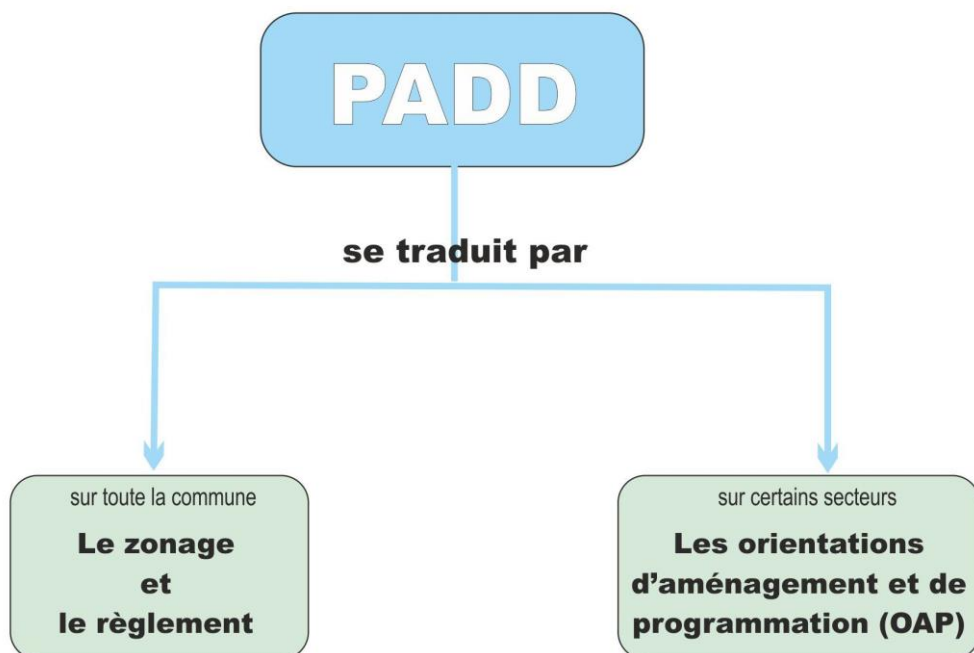 PADD
se traduit par
sur toute la commune
Le zonage
et
le règlement
sur certains secteurs
Les orientations
d'aménagement et de
programmation (OAP)